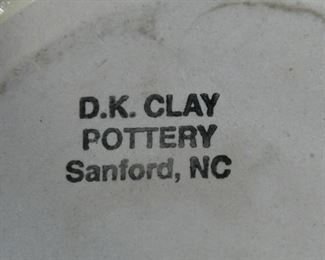 D.K. CLAY
POTTERY
Sanford, NC